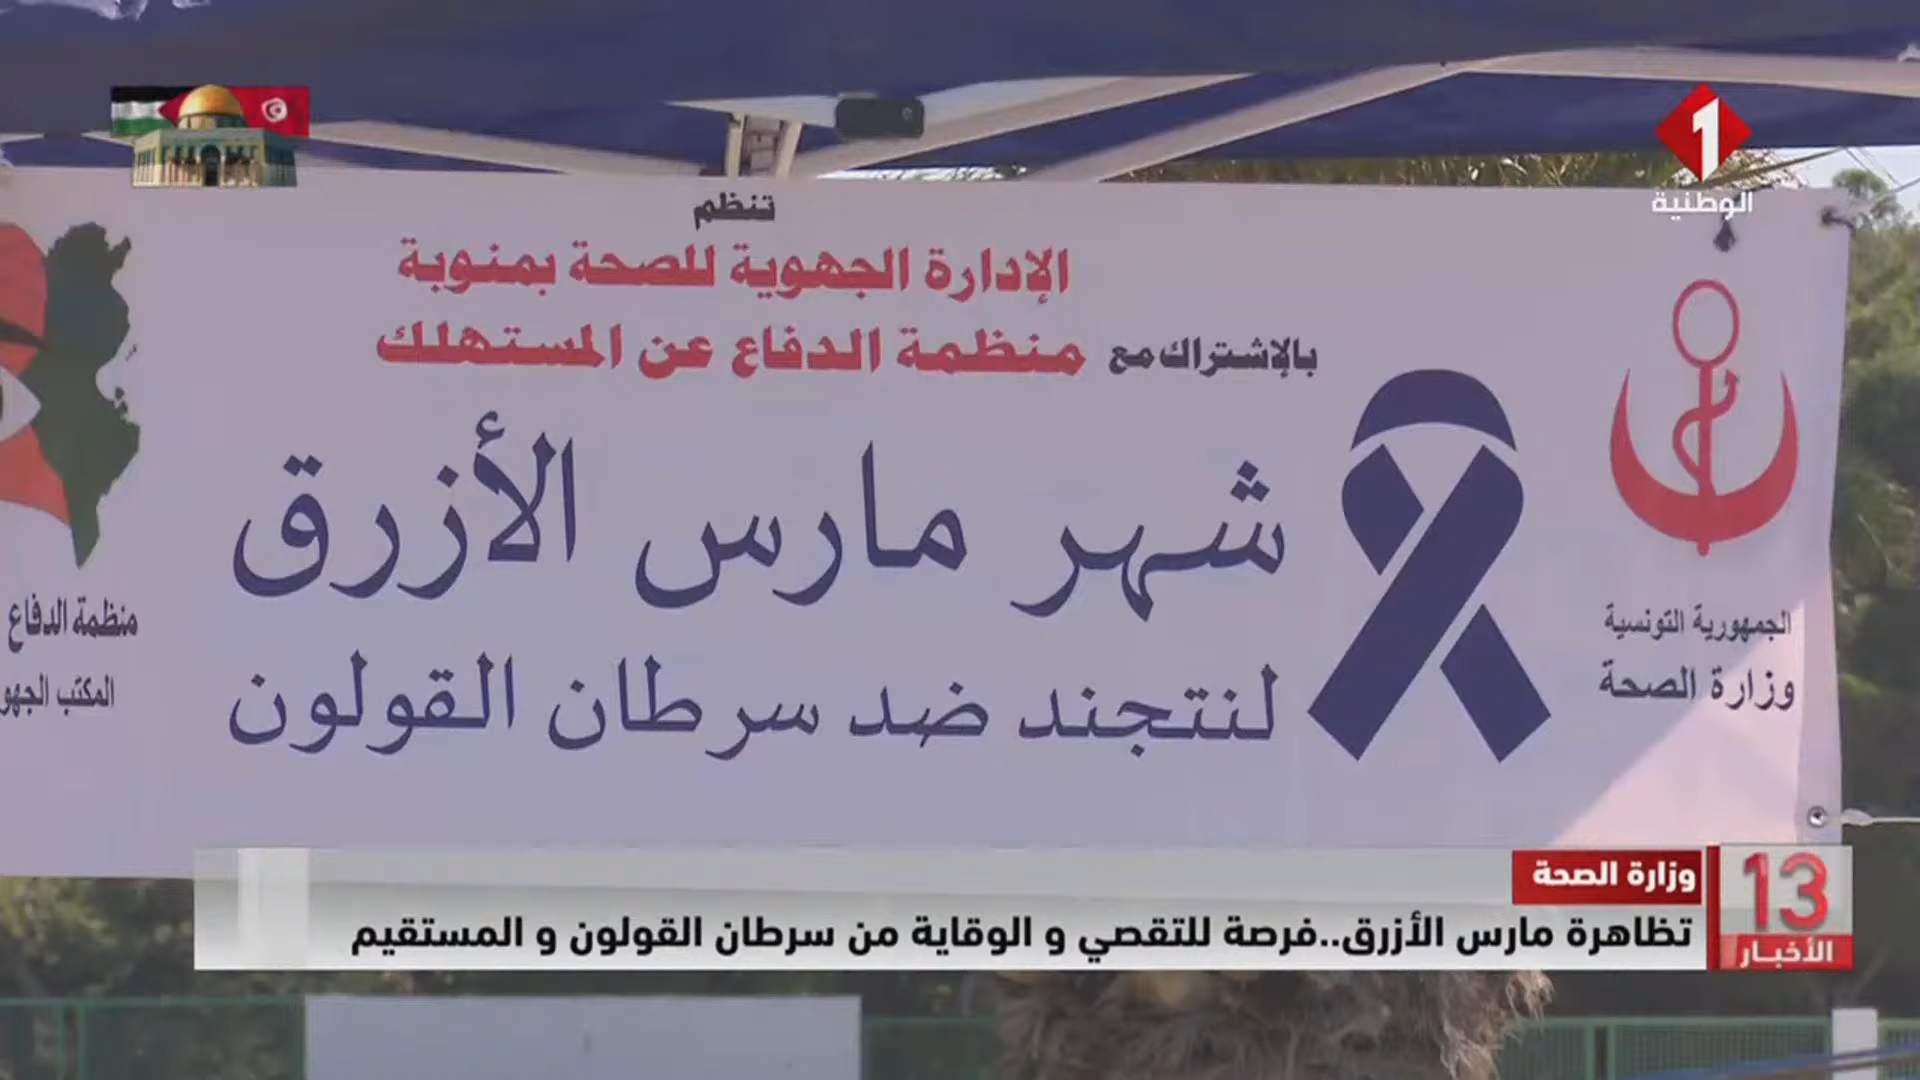 1
الوطنية
تنظم
الإدارة الجهوية للصحة بمنوبة
بالإشتراك مع منظمة الدفاع عن المستهلك
شهر مارس الأزرق
لنتجند ضد سرطان القولون
الجمهورية التونسية
وزارة الصحة
منظمة الدفاع
المكتب
وزارة الصحة
تظاهرة مارس الأزرق..فرصة للتقصي و الوقاية من سرطان القولون و المستقيم
13
الأخبار